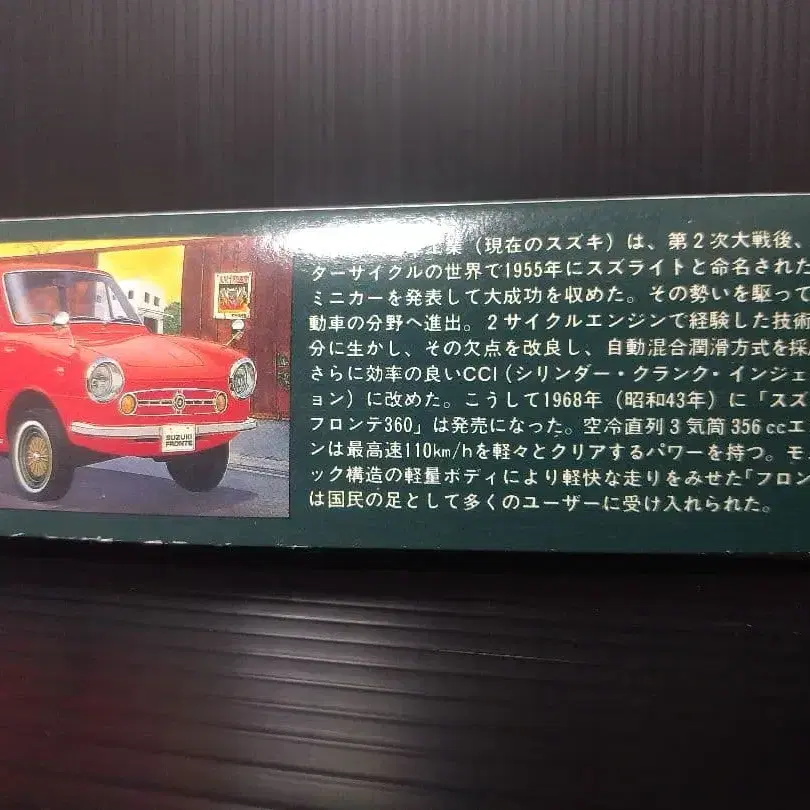 業（現在のスズキ）は、第2次大戦後、
ターサイクルの世界で1955年にスズライトと命名された
ミニカーを発表して大成功を収めた。その勢いを駆って
動車の分野へ進出。2サイクルエンジンで経験した技術
分に生かし、その欠点を改良し、自動混合潤滑方式を採
さらに効率の良いCCI（シリンダー・クランク・インジェ
ョン）に改めた。こうして1968年（昭和43年）に「スズ
フロンテ360」は発売になった。空冷直列3気筒356ccエ
ンは最高速110km/hを軽々とクリアするパワーを持つ。モ
ック構造の軽量ボディにより軽快な走りをみせた「フロン
は国民の足として多くのユーザーに受け入れられた。
SUZUKI
FRONTE